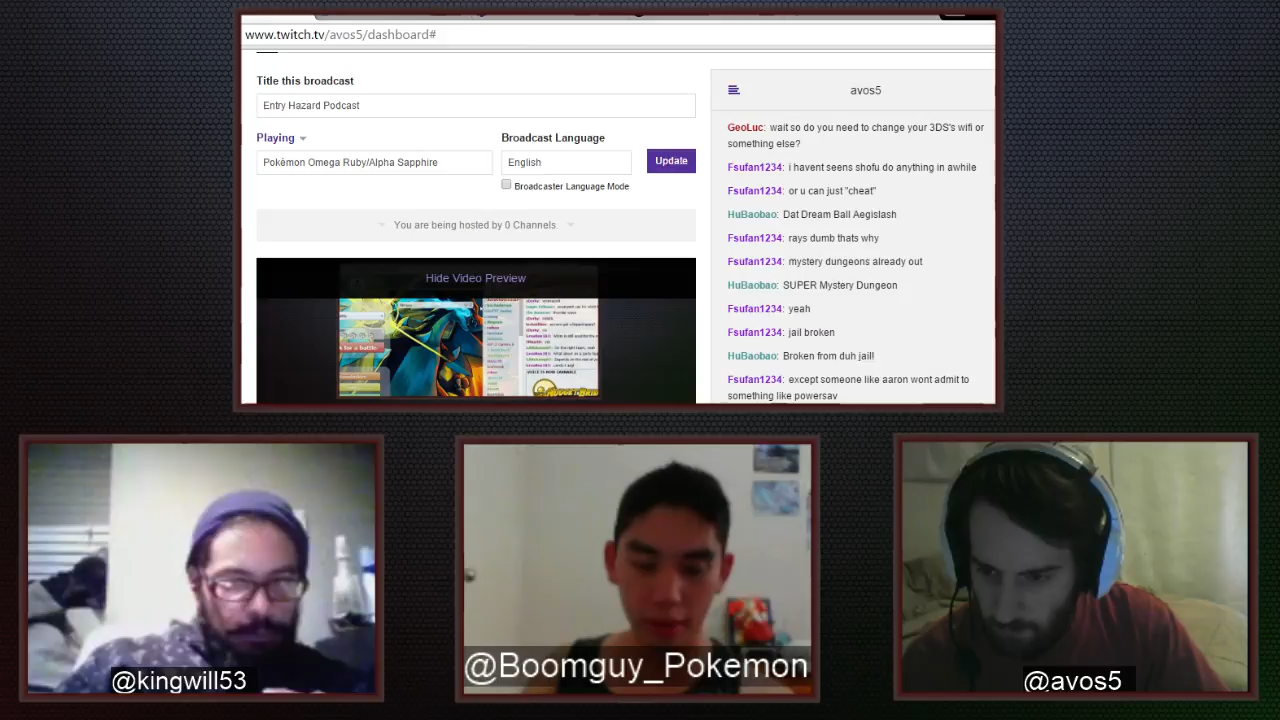 www.twitch.tv/avos5/dashboard#
Title this broadcast
Entry Hazard Podcast
Playing
Broadcast Language
Pokémon Omega Ruby/Alpha Sapphire
English
Update
Broadcaster Language Mode
You are being hosted by 0 Channels
Hide Video Preview
avos5
GeoLuc: wait so do you need to change your 3DS's wifi or
something else?
Fsufan1234: i havent seens shofu do anything in awhile
Fsufan1234: or u can just "cheat"
HuBaobao: Dat Dream Ball Aegislash
Fsufan1234: rays dumb thats why
Fsufan1234: mystery dungeons already out
HuBaobao: SUPER Mystery Dungeon
Fsufan1234: yeah
Fsufan1234: jail broken
HuBaobao: Broken from duh jaill
Fsufan1234: except someone like aaron wont admit to
something like powersav
@kingwill53
@Boomguy_Pokemon
@avos5